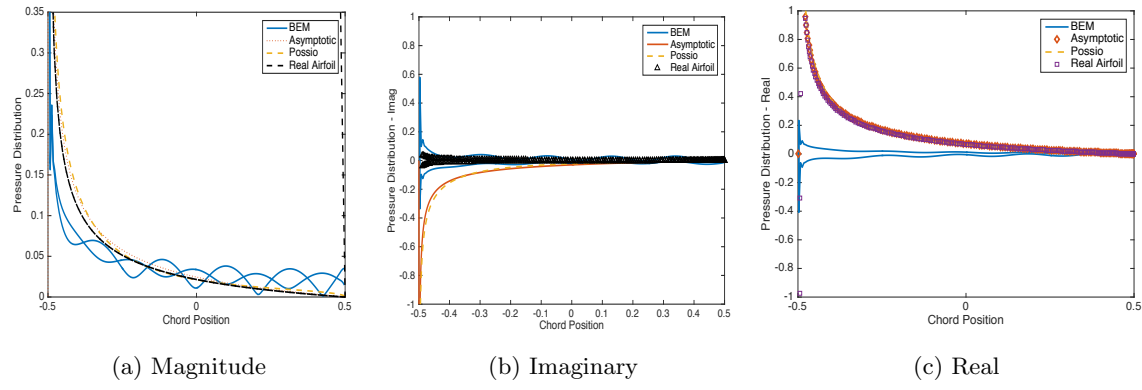 0.35
0.3
0.25
0.2
0.15
0.1
0.05
0
-0.5
0
0.5
Pressure Distribution
Chord Position
BEM
Asymptotic
Possio
Real Airfoil
(a) Magnitude
1
0.8
0.6
0.4
0.2
0
-0.2
-0.4
-0.6
-0.8
-1
-0.5 -0.4 -0.3 -0.2 -0.1 0 0.1 0.2 0.3 0.4 0.5
Pressure Distribution - Imag
Chord Position
BEM
Asymptotic
Possio
Real Airfoil
(b) Imaginary
1
0.8
0.6
0.4
0.2
0
-0.2
-0.4
-0.6
-0.8
-1
-0.5
0
0.5
Pressure Distribution - Real
Chord Position
BEM
Asymptotic
Possio
Real Airfoil
(c) Real